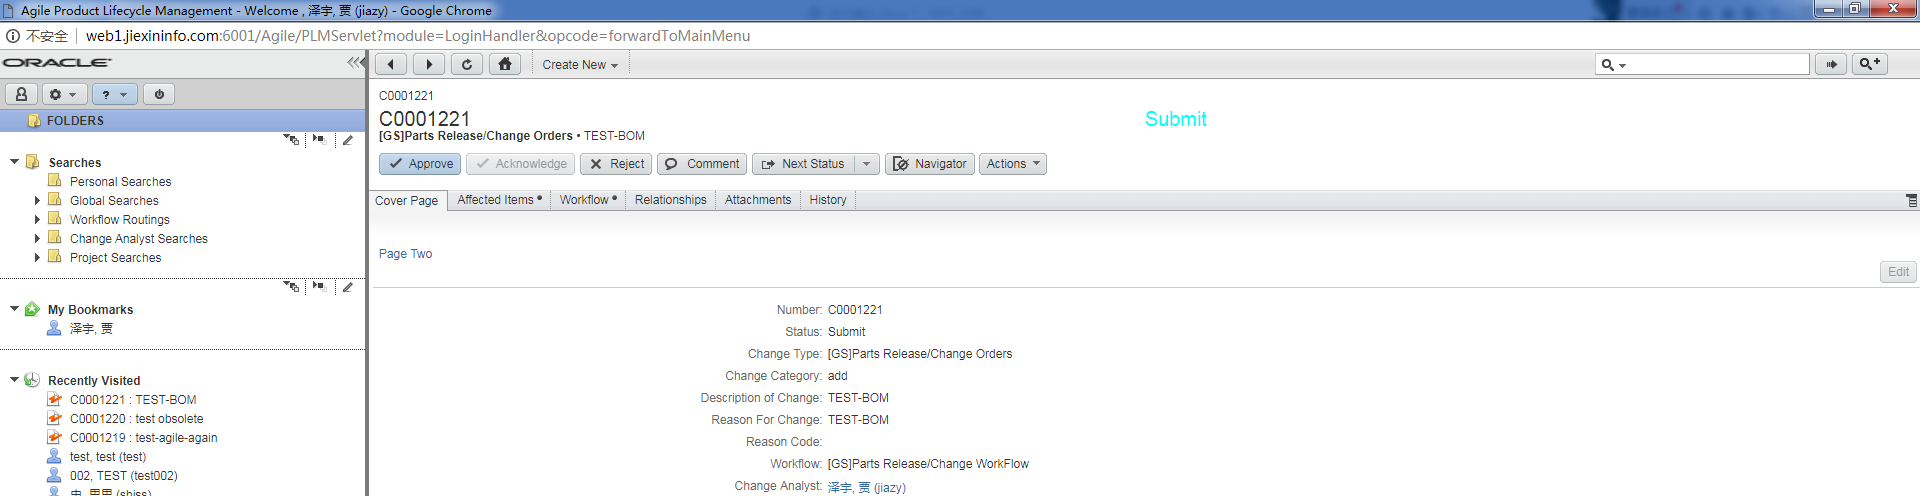 Agile Product Lifecycle Management - Welcome , 泽宇, 贾 (jiazy) - Google Chrome
不安全 | web1.jiexininfo.com:6001/Agile/PLMServlet?module=LoginHandler&opcode=forwardToMainMenu
ORACLE
Create New
FOLDERS
Searches
Personal Searches
Global Searches
Workflow Routings
Change Analyst Searches
Project Searches
My Bookmarks
泽宇, 贾
Recently Visited
C0001221 : TEST-BOM
C0001220 : test obsolete
C0001219 : test-agile-again
test, test (test)
002, TEST (test002)
C0001221
C0001221
Submit
[GS]Parts Release/Change Orders • TEST-BOM
Approve Acknowledge Reject Comment Next Status Navigator Actions
Cover Page Affected Items • Workflow • Relationships Attachments History
Page Two
Edit
Number: C0001221
Status: Submit
Change Type: [GS]Parts Release/Change Orders
Change Category: add
Description of Change: TEST-BOM
Reason For Change: TEST-BOM
Reason Code:
Workflow: [GS]Parts Release/Change WorkFlow
Change Analyst: 泽宇, 贾 (jiazy)